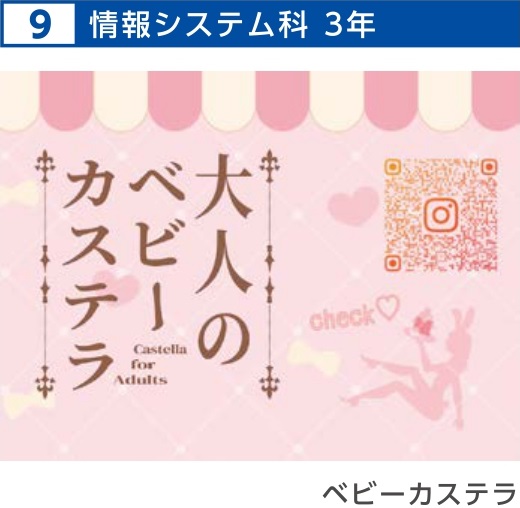 9 情報システム科 3年
大人の
ベビー
カステラ
Castella
for
Adults
check♡
ベビーカステラ